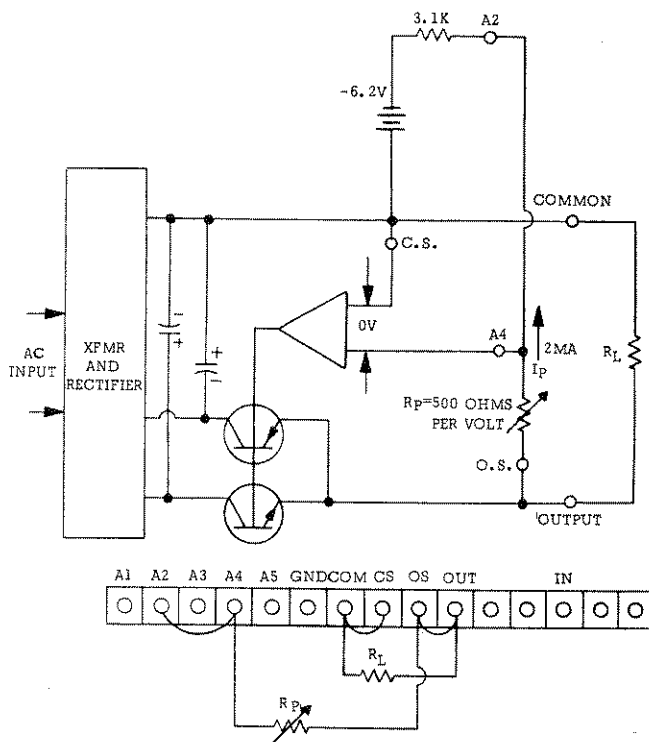 3.1K A2
-6.2V
COMMON
C.S.
XFMR
AND
RECTIFIER
AC
INPUT
0V
A4
2MA
IP
RL
RP=500 OHMS
PER VOLT
O.S.
OUTPUT
A1 A2 A3 A4 A5 GND COM CS OS OUT IN
RL
RP